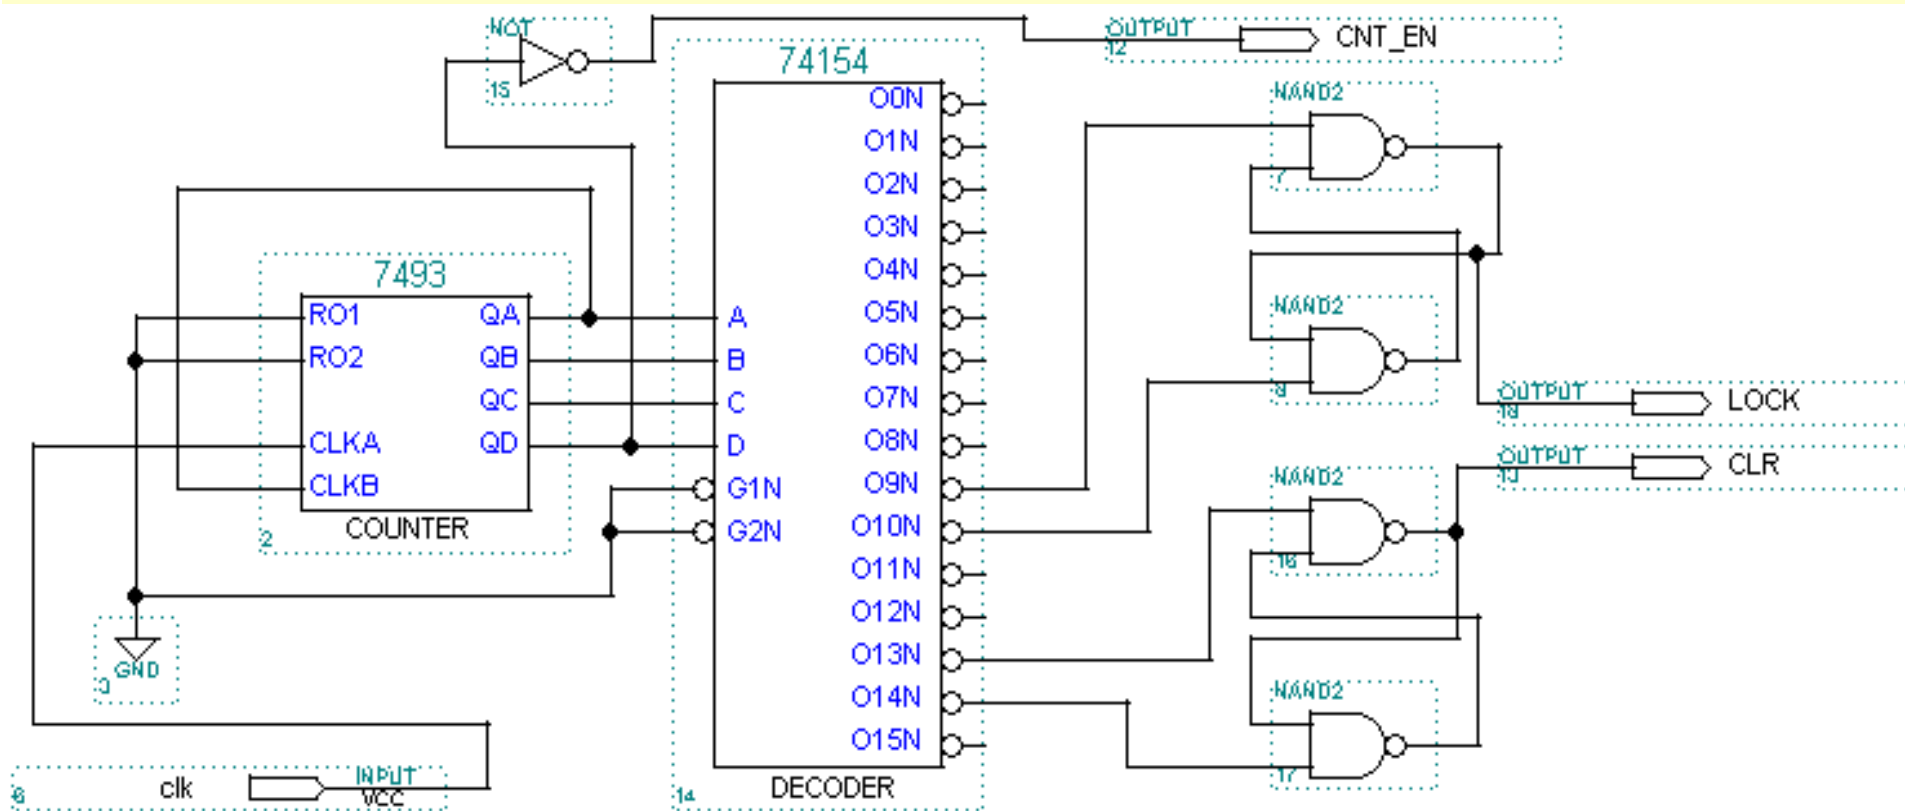 NOT
15
OUTPUT
12
CNT_EN
74154
O0N
O1N
O2N
O3N
O4N
O5N
O6N
O7N
O8N
O9N
O10N
O11N
O12N
O13N
O14N
O15N
A
B
C
D
G1N
G2N
DECODER
14
7493
RO1
RO2
CLKA
CLKB
QA
QB
QC
QD
COUNTER
2
GND
3
clk
INPUT
VCC
6
NAND2
7
NAND2
8
OUTPUT
18
LOCK
OUTPUT
13
CLR
NAND2
16
NAND2
17